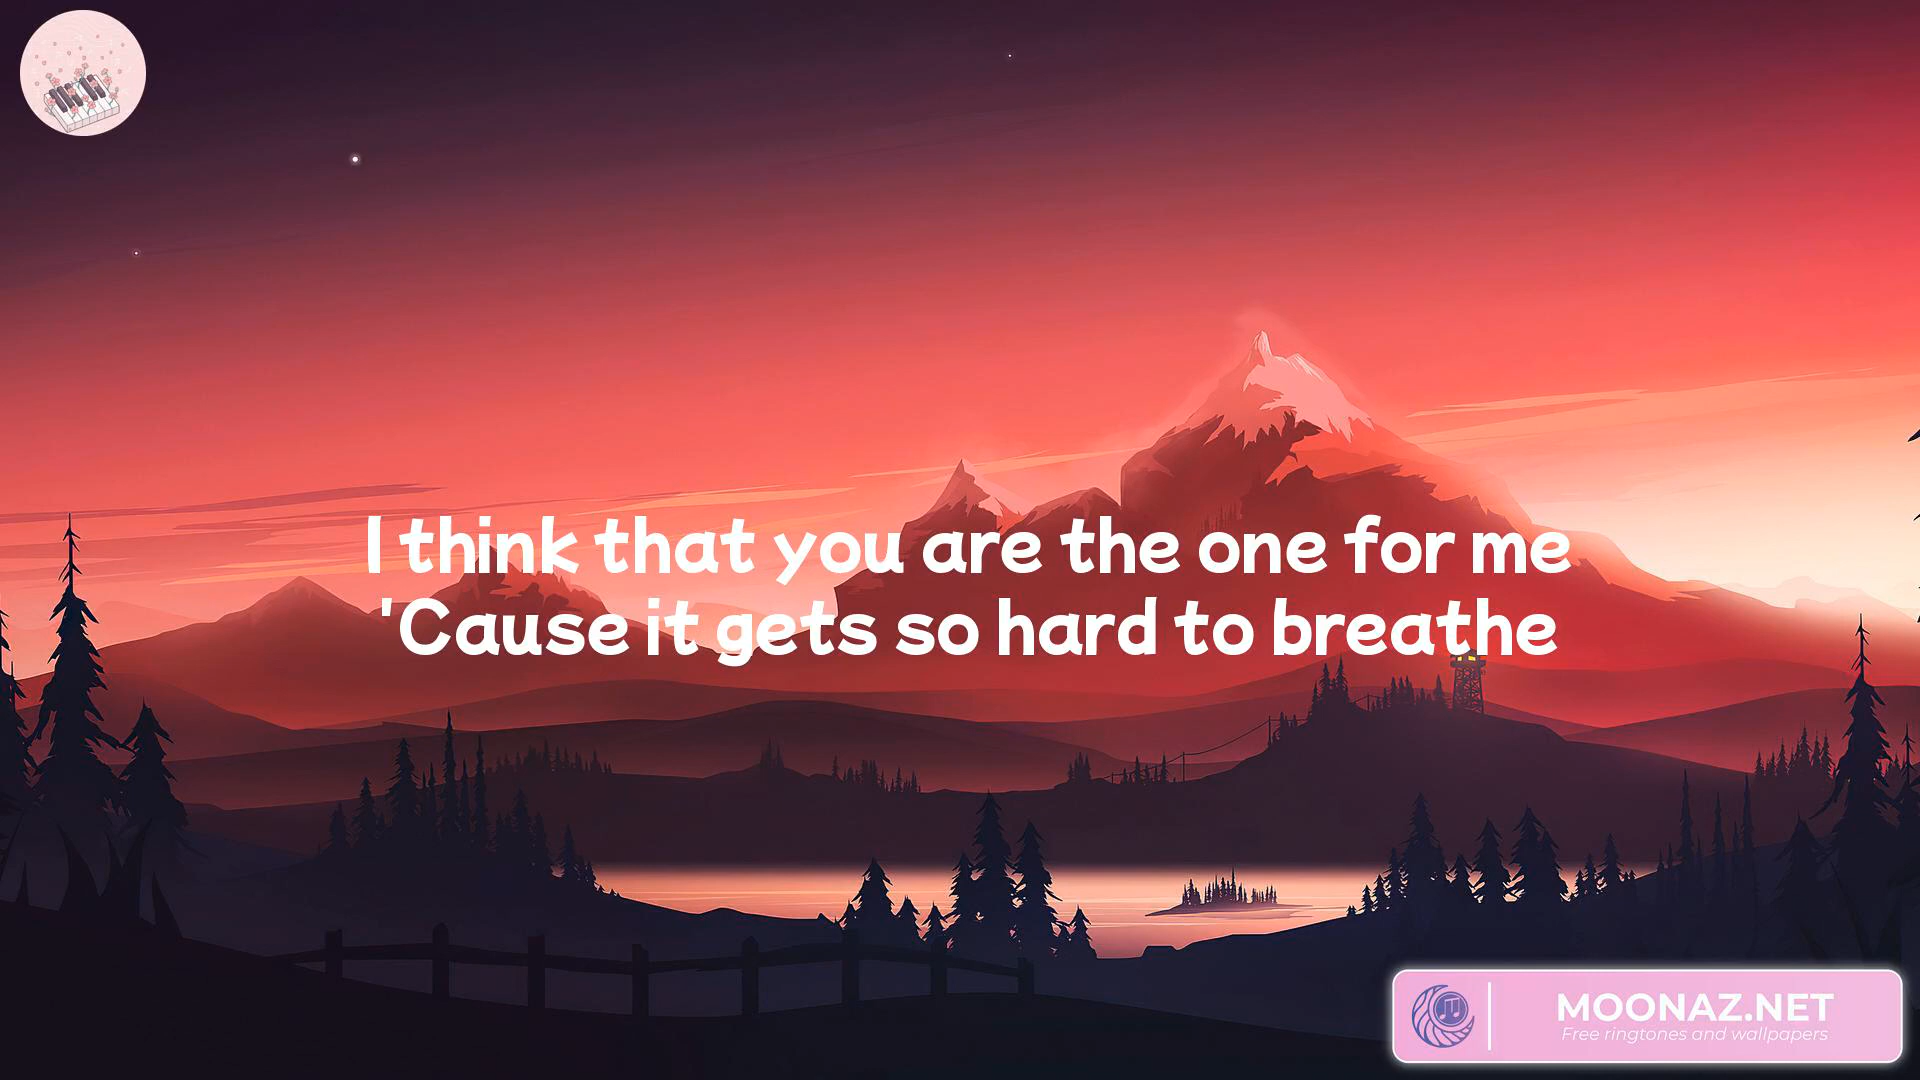 I think that you are the one for me
'Cause it gets so hard to breathe
MOONAZ.NET
Free ringtones and wallpapers